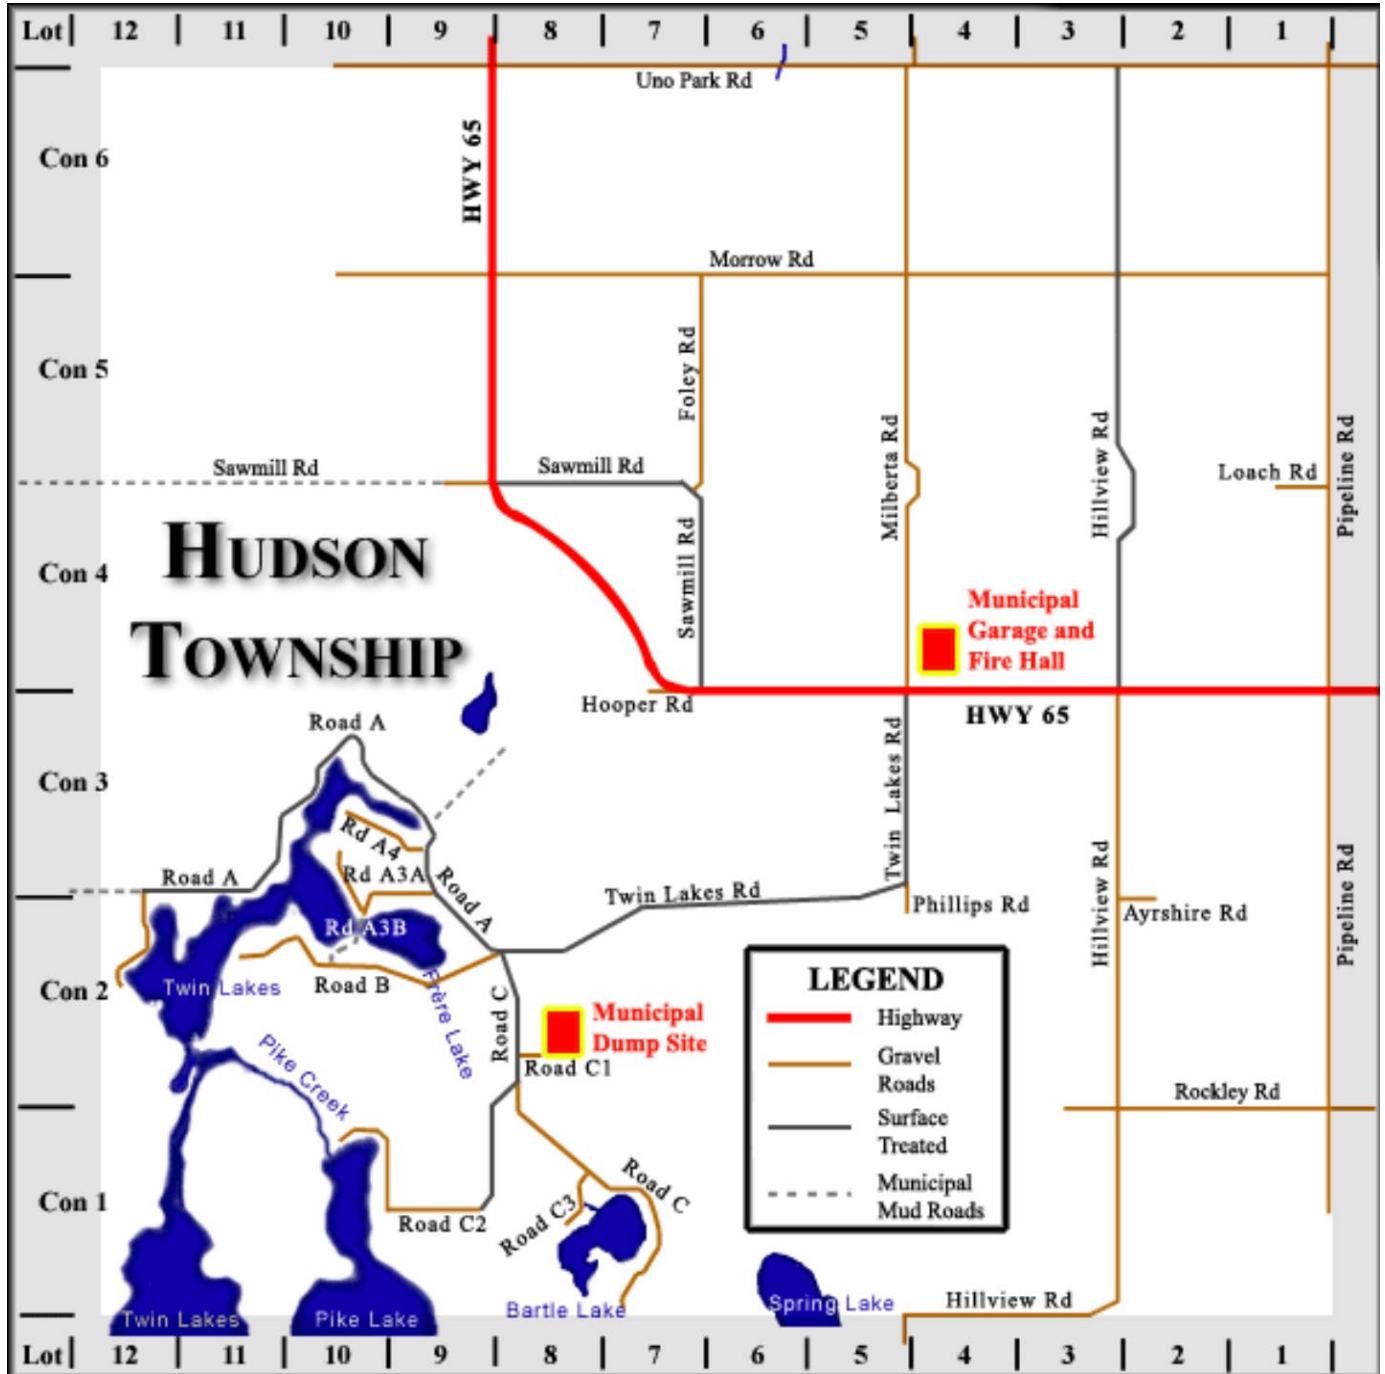 Lot 12 11 10 9 8 7 6 5 4 3 2 1
Uno Park Rd
HWY 65
Con 6
Morrow Rd
Foley Rd
Con 5
Milberta Rd
Hillview Rd
Pipeline Rd
Sawmill Rd
Sawmill Rd
Loach Rd
HUDSON
TOWNSHIP
Sawmill Rd
Con 4
Municipal
Garage and
Fire Hall
Hooper Rd
HWY 65
Road A
Con 3
Twin Lakes Rd
Rd A4
Rd A3A
Road A
Road A
Twin Lakes Rd
Phillips Rd
Hillview Rd
Ayrshire Rd
Pipeline Rd
Rd A3B
Con 2
Twin Lakes
Road B
Frère Lake
Road C
Municipal
Dump Site
Road C1
Pike Creek
LEGEND
Highway
Gravel
Roads
Surface
Treated
Municipal
Mud Roads
Rockley Rd
Con 1
Road C2
Road C3
Road C
Twin Lakes
Pike Lake
Bartle Lake
Spring Lake
Hillview Rd
Lot 12 11 10 9 8 7 6 5 4 3 2 1